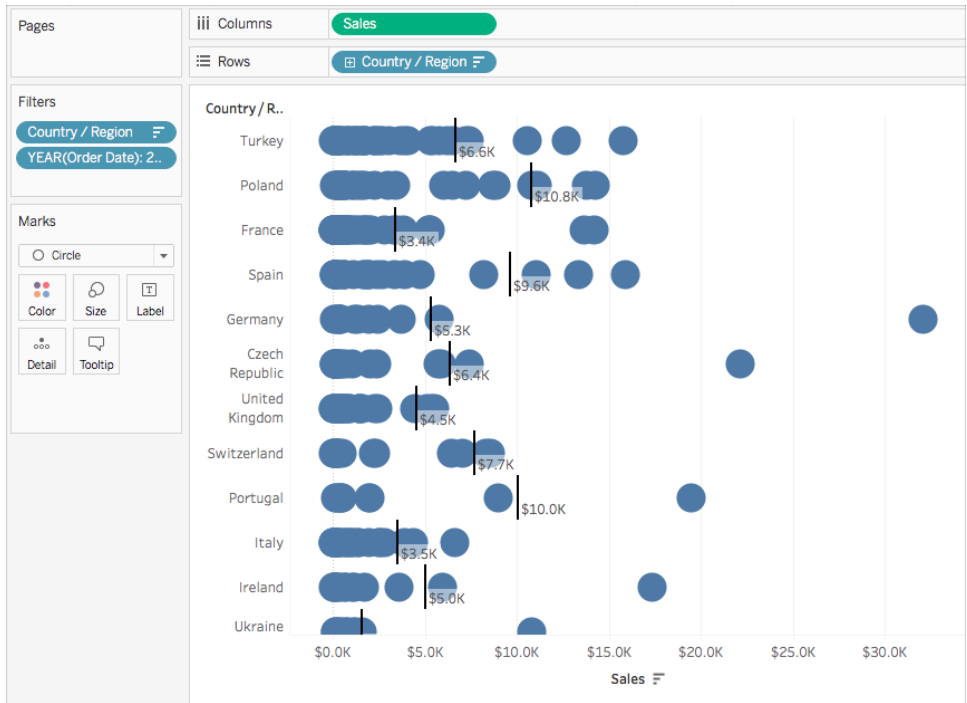 Pages
Columns
Sales
Rows
Country / Region
Filters
Country / Region
YEAR(Order Date): 2..
Marks
Circle
Color
Size
Label
Detail
Tooltip
Country / R..
Turkey
$6.6K
Poland
$10.8K
France
$3.4K
Spain
$9.6K
Germany
$5.3K
Czech
Republic
$6.4K
United
Kingdom
$4.5K
Switzerland
$7.7K
Portugal
$10.0K
Italy
$3.5K
Ireland
$5.0K
Ukraine
$0.0K $5.0K $10.0K $15.0K $20.0K $25.0K $30.0K
Sales